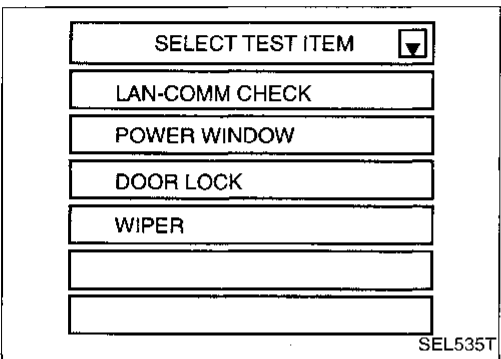 SELECT TEST ITEM
LAN-COMM CHECK
POWER WINDOW
DOOR LOCK
WIPER
SEL535T